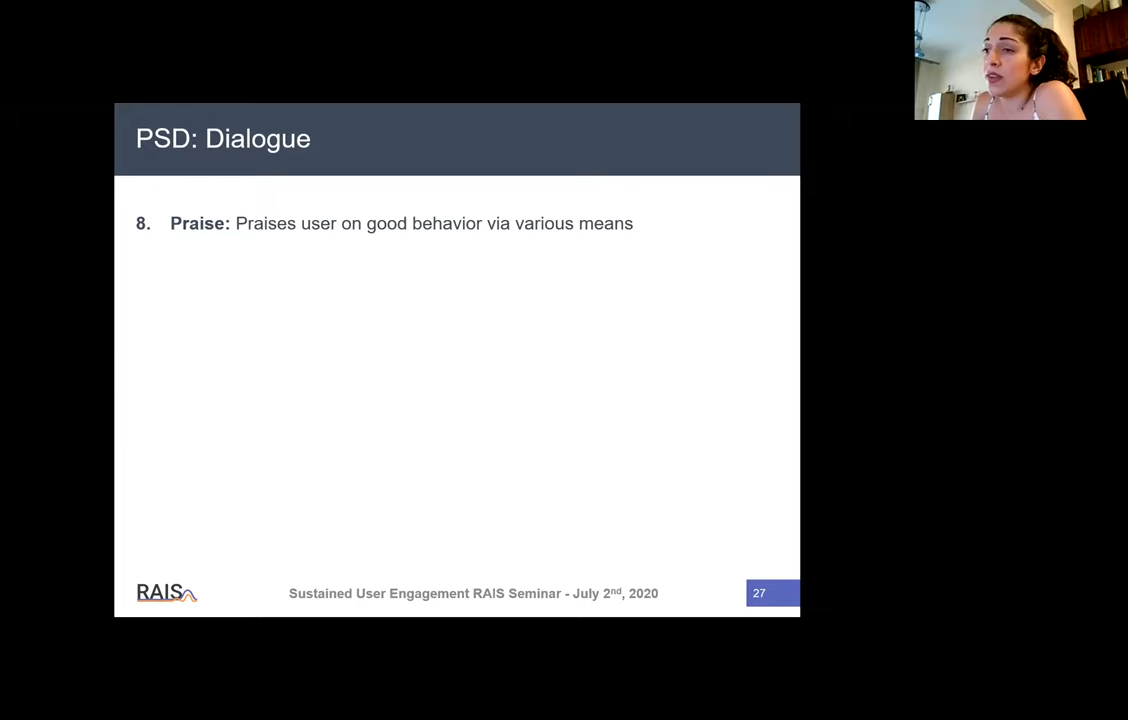 PSD: Dialogue
8. Praise: Praises user on good behavior via various means
RAIS
Sustained User Engagement RAIS Seminar - July 2nd, 2020
27